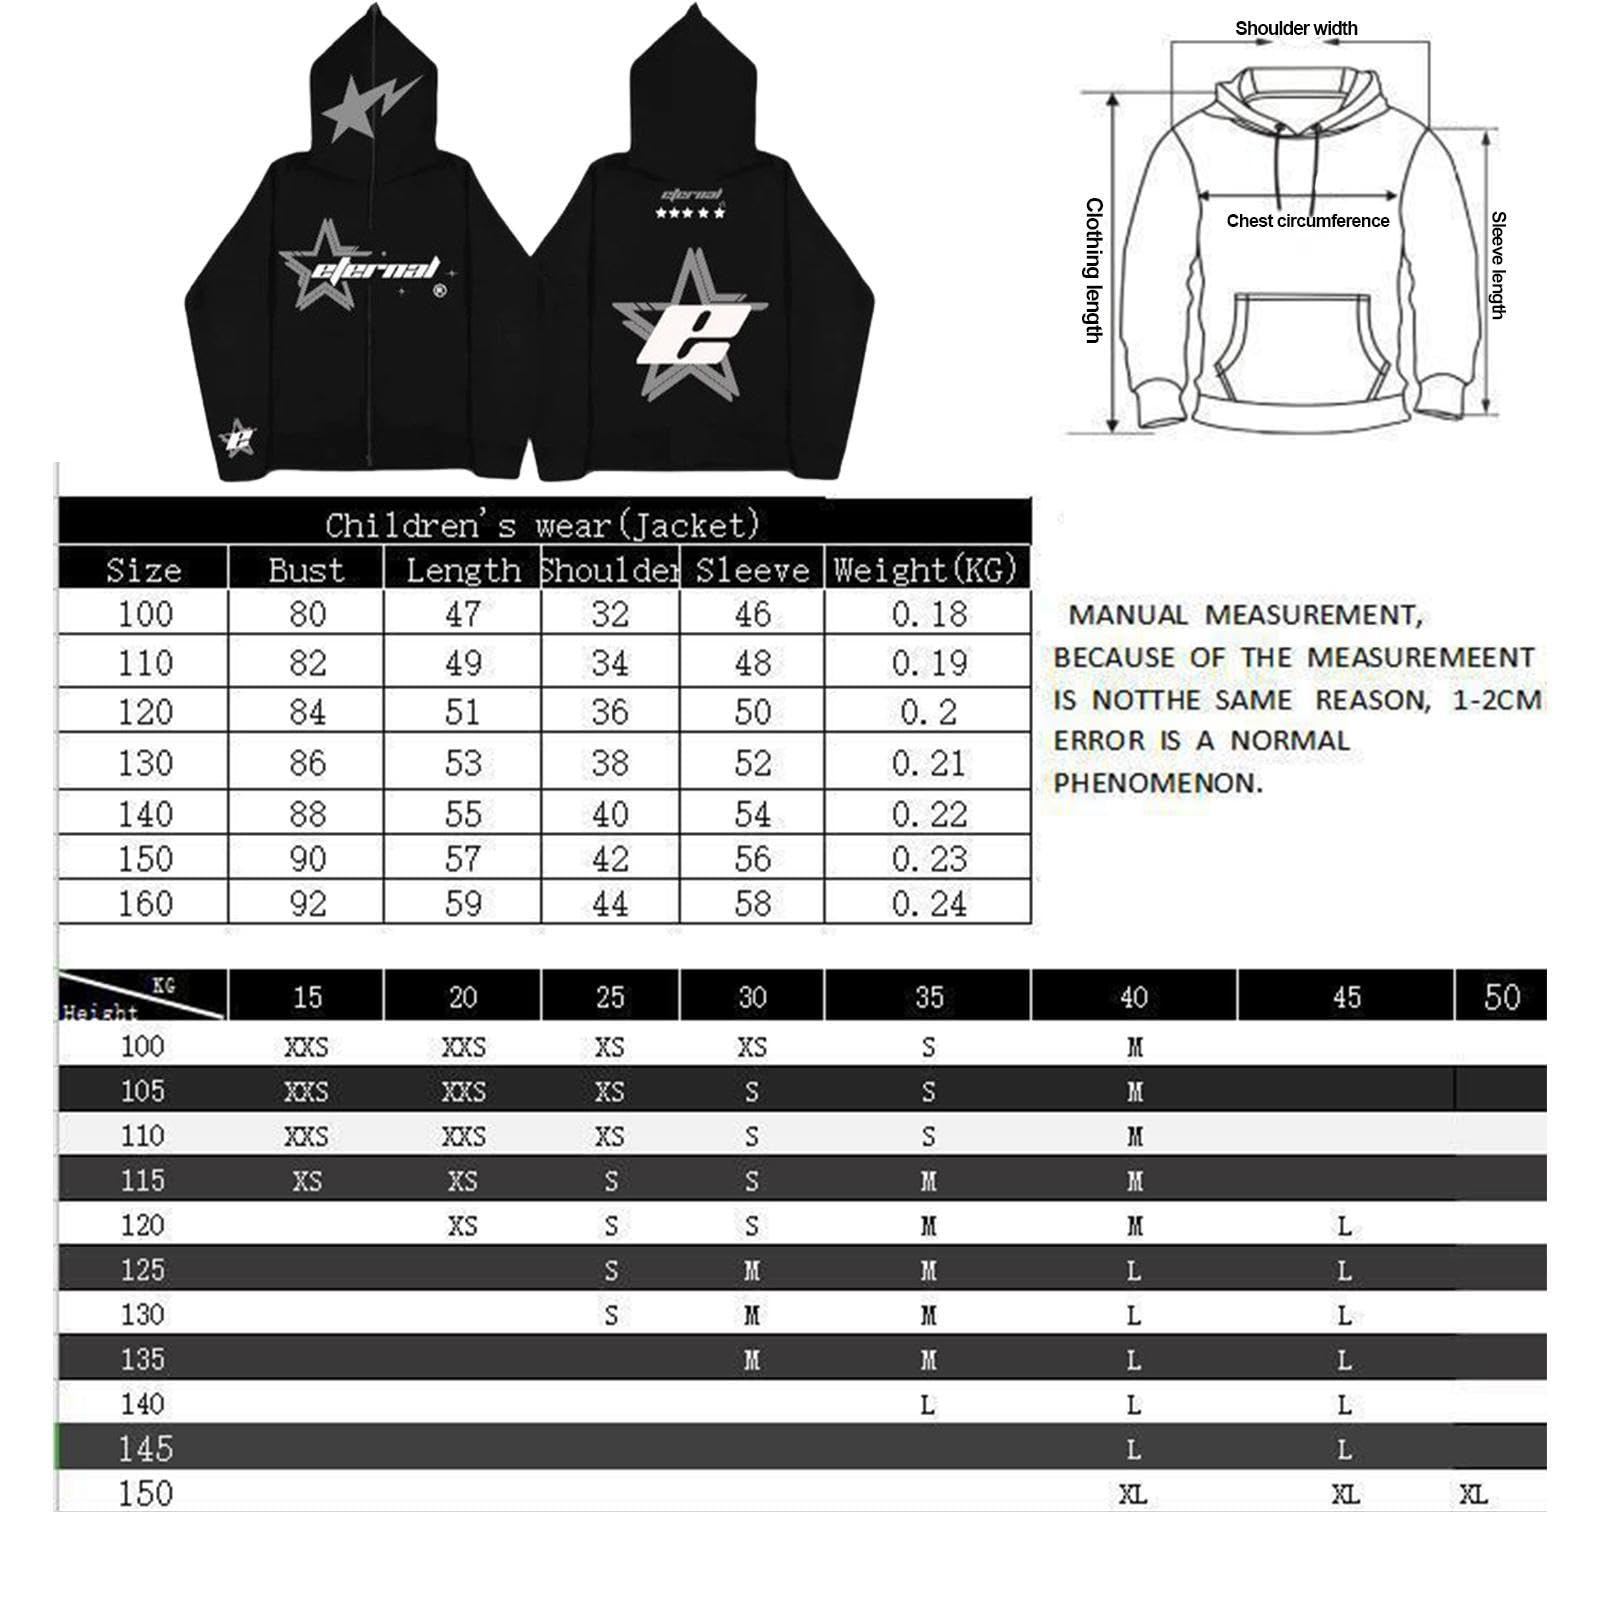 eternal
®
e
eternal
e
Shoulder width
Clothing length
Chest circumference
Sleeve length
Children's wear(Jacket)
Size Bust Length Shoulder Sleeve Weight(KG)
100 80 47 32 46 0.18
110 82 49 34 48 0.19
120 84 51 36 50 0.2
130 86 53 38 52 0.21
140 88 55 40 54 0.22
150 90 57 42 56 0.23
160 92 59 44 58 0.24
MANUAL MEASUREMENT,
BECAUSE OF THE MEASUREMEENT
IS NOTTHE SAME REASON, 1-2CM
ERROR IS A NORMAL
PHENOMENON.
KG
Height
15 20 25 30 35 40 45 50
100 XXS XXS XS XS S M
105 XXS XXS XS S S M
110 XXS XXS XS S S M
115 XS XS S S M M
120 XS S S M M L
125 S M M L L
130 S M M L L
135 M M L L
140 L L L
145 L L
150 XL XL XL